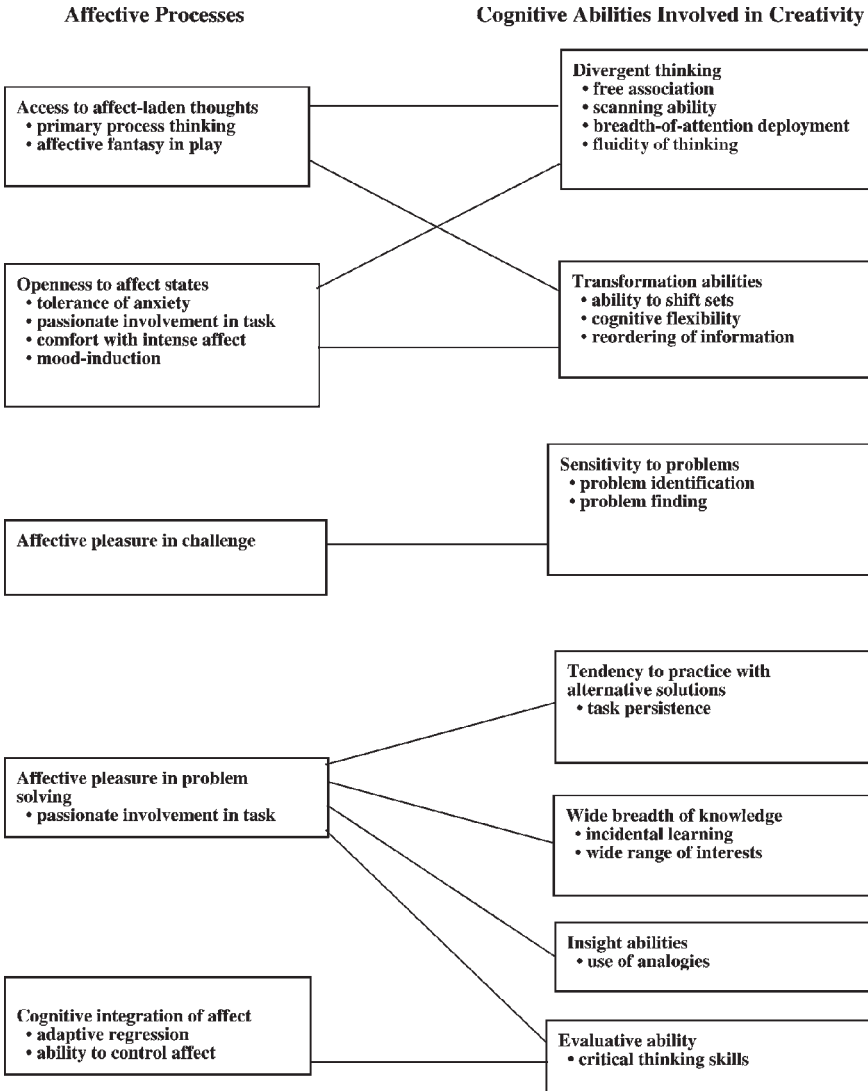 Affective Processes
Cognitive Abilities Involved in Creativity
Access to affect-laden thoughts
• primary process thinking
• affective fantasy in play
Divergent thinking
• free association
• scanning ability
• breadth-of-attention deployment
• fluidity of thinking
Openness to affect states
• tolerance of anxiety
• passionate involvement in task
• comfort with intense affect
• mood-induction
Transformation abilities
• ability to shift sets
• cognitive flexibility
• reordering of information
Affective pleasure in challenge
Sensitivity to problems
• problem identification
• problem finding
Affective pleasure in problem
solving
• passionate involvement in task
Tendency to practice with
alternative solutions
• task persistence
Wide breadth of knowledge
• incidental learning
• wide range of interests
Insight abilities
• use of analogies
Cognitive integration of affect
• adaptive regression
• ability to control affect
Evaluative ability
• critical thinking skills